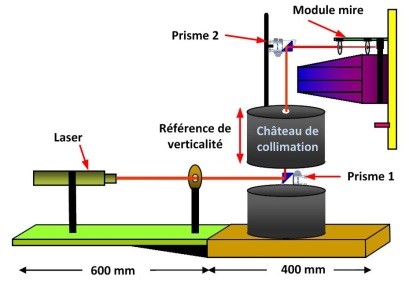 Module mire
Prisme 2
Laser
Référence de
verticalité
Château de
collimation
Prisme 1
600 mm
400 mm